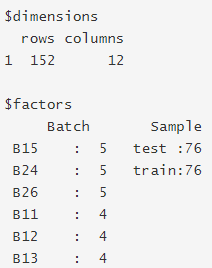 $dimensions
rows columns
1 152 12
$factors
Batch Sample
B15 : 5 test :76
B24 : 5 train:76
B26 : 5
B11 : 4
B12 : 4
B13 : 4